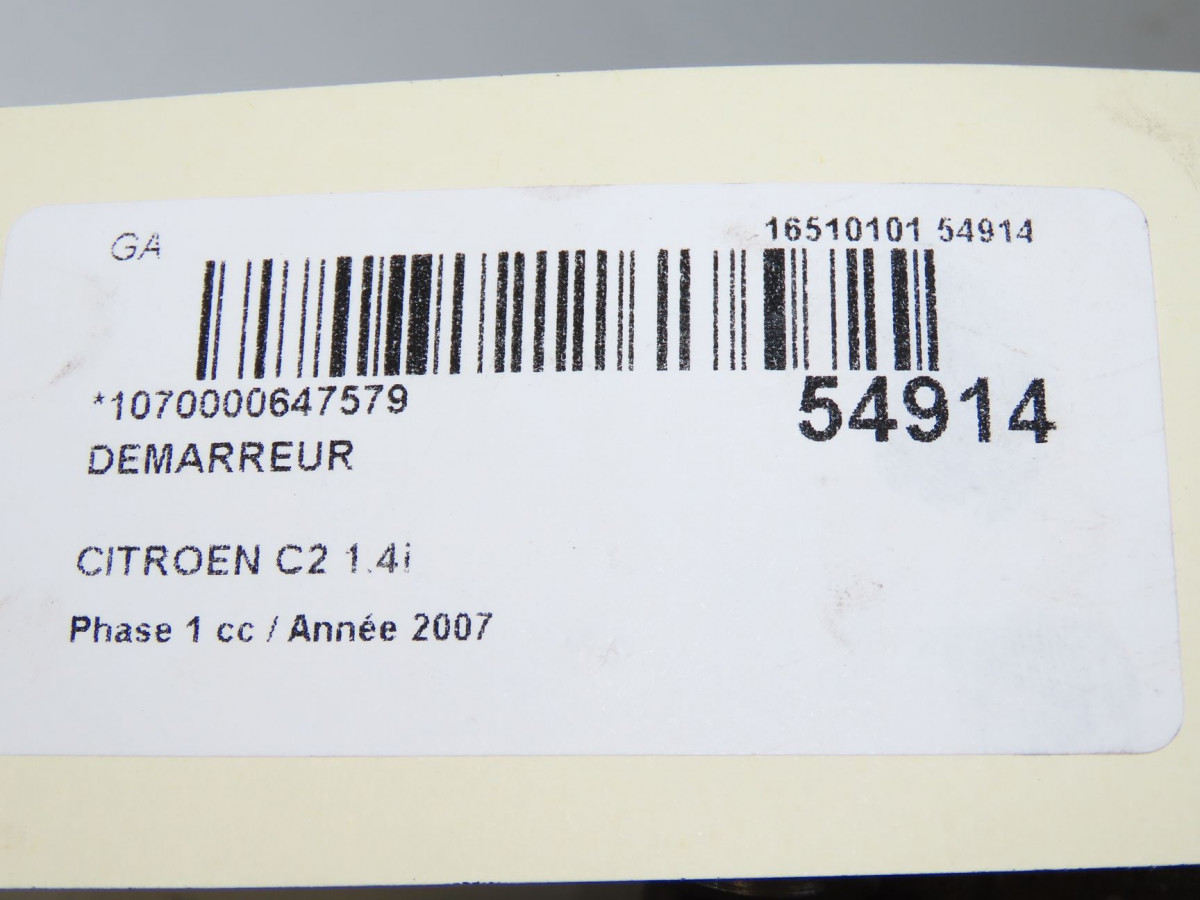 GA
16510101 54914
*1070000647579
54914
DEMARREUR
CITROEN C2 1.4i
Phase 1 cc / Année 2007